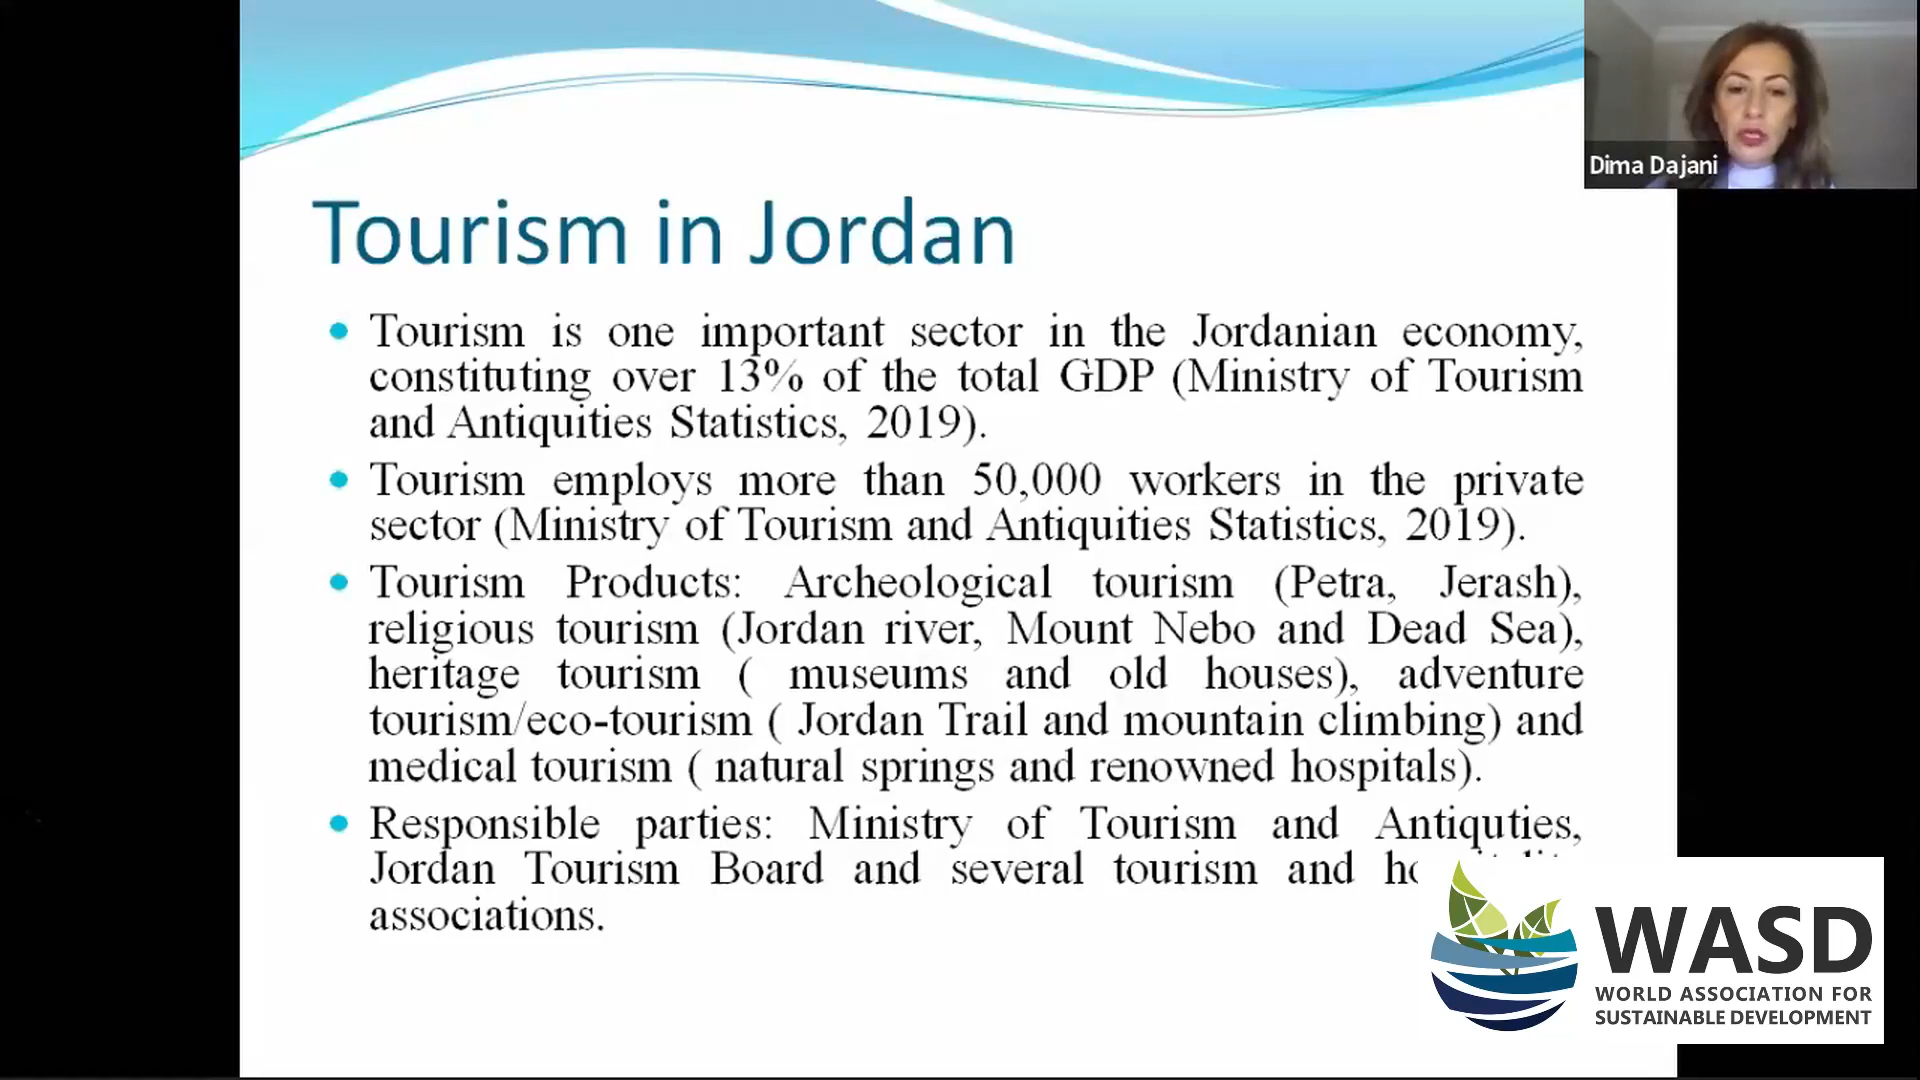 Dima Dajani
Tourism in Jordan
Tourism is one important sector in the Jordanian economy,
constituting over 13% of the total GDP (Ministry of Tourism
and Antiquities Statistics, 2019).
Tourism employs more than 50,000 workers in the private
sector (Ministry of Tourism and Antiquities Statistics, 2019).
Tourism Products: Archeological tourism (Petra, Jerash),
religious tourism (Jordan river, Mount Nebo and Dead Sea),
heritage tourism ( museums and old houses), adventure
tourism/eco-tourism ( Jordan Trail and mountain climbing) and
medical tourism ( natural springs and renowned hospitals).
Responsible parties: Ministry of Tourism and Antiquties,
Jordan Tourism Board and several tourism and
associations.
WASD
WORLD ASSOCIATION FOR
SUSTAINABLE DEVELOPMENT